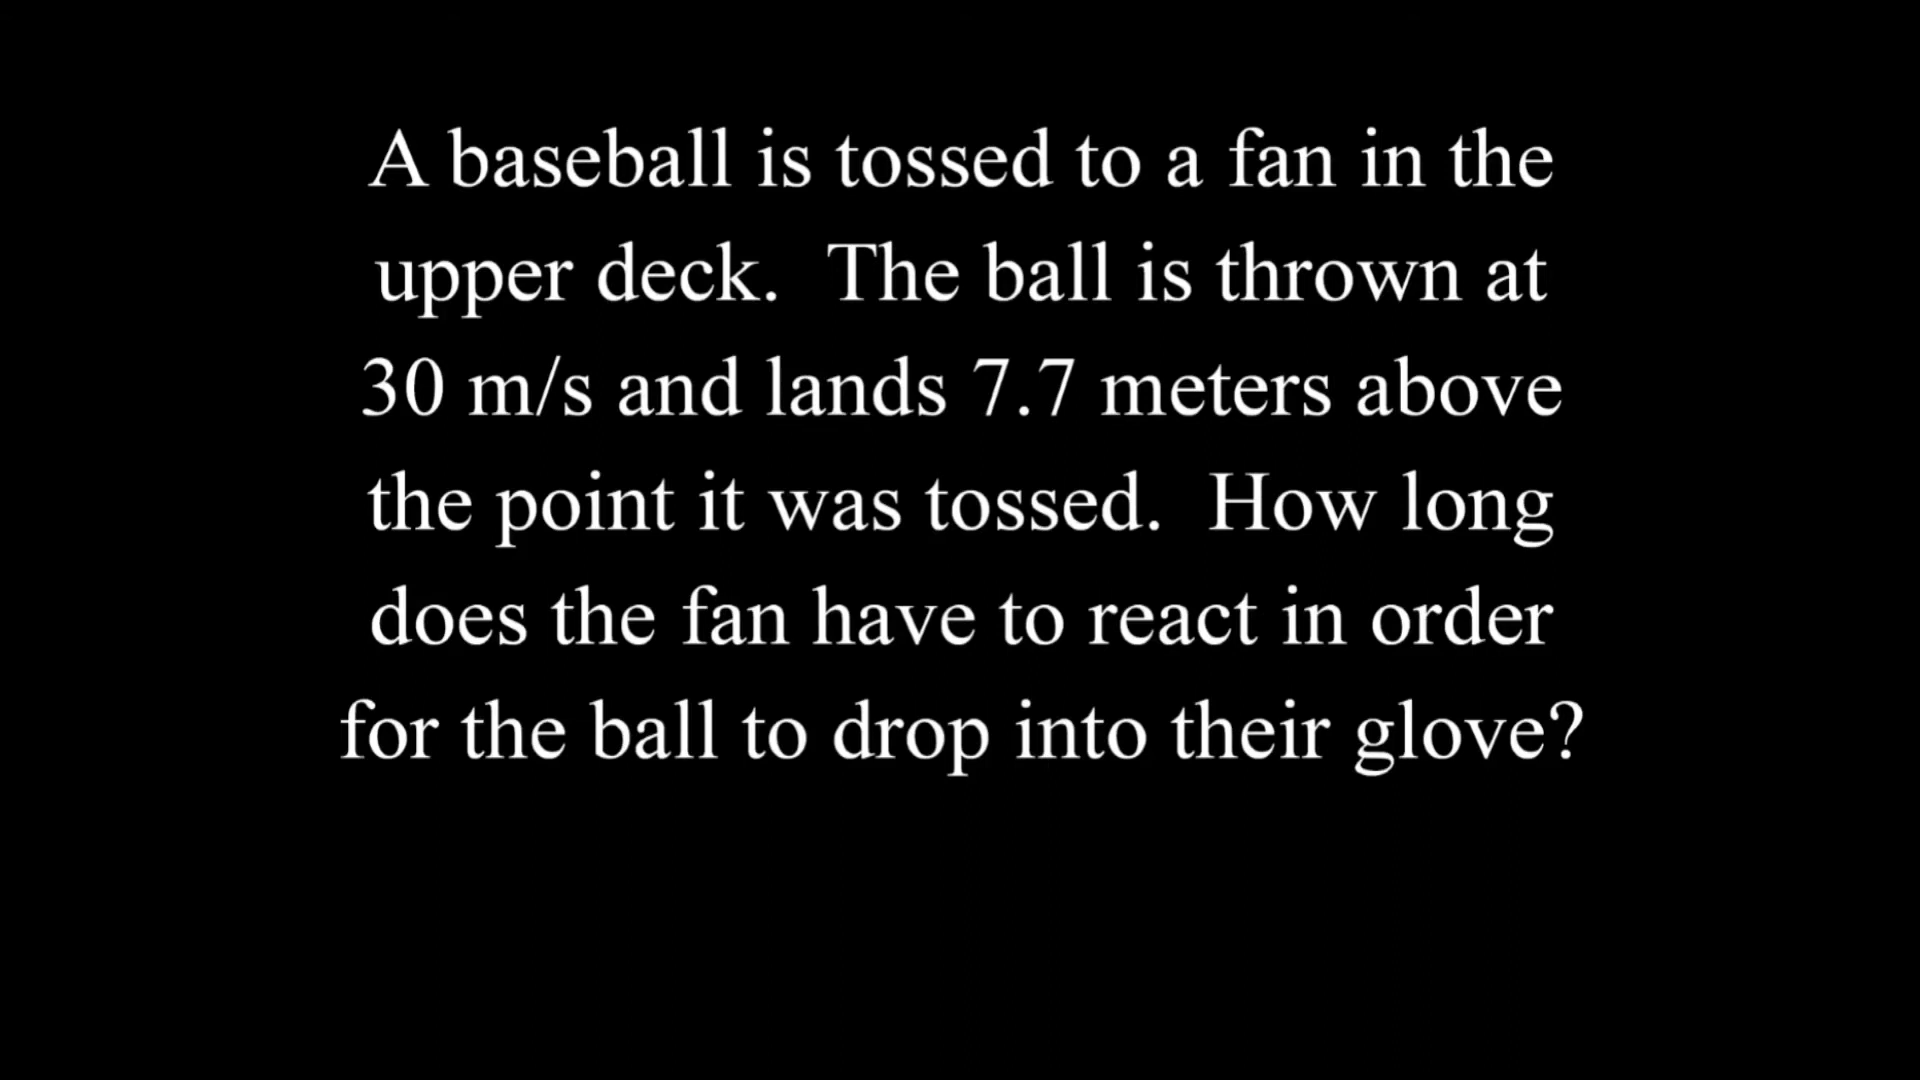 A baseball is tossed to a fan in the
upper deck.  The ball is thrown at
30 m/s and lands 7.7 meters above
the point it was tossed.  How long
does the fan have to react in order
for the ball to drop into their glove?